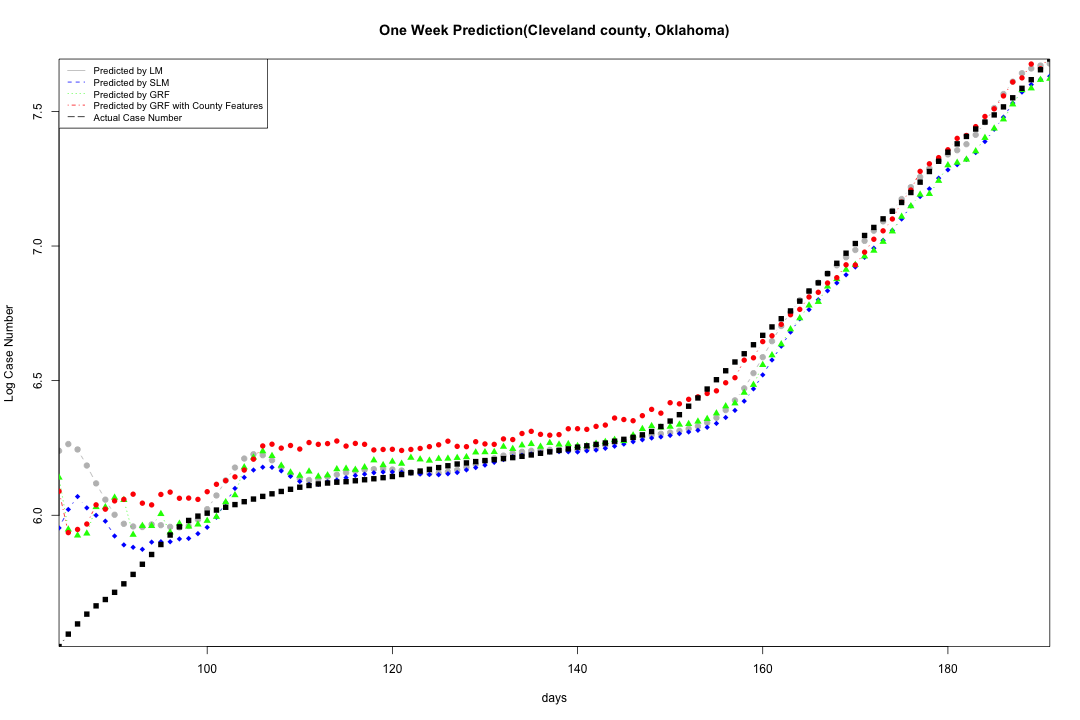 One Week Prediction(Cleveland county, Oklahoma)
Predicted by LM
Predicted by SLM
Predicted by GRF
Predicted by GRF with County Features
Actual Case Number
7.5
7.0
6.5
6.0
Log Case Number
100 120 140 160 180
days